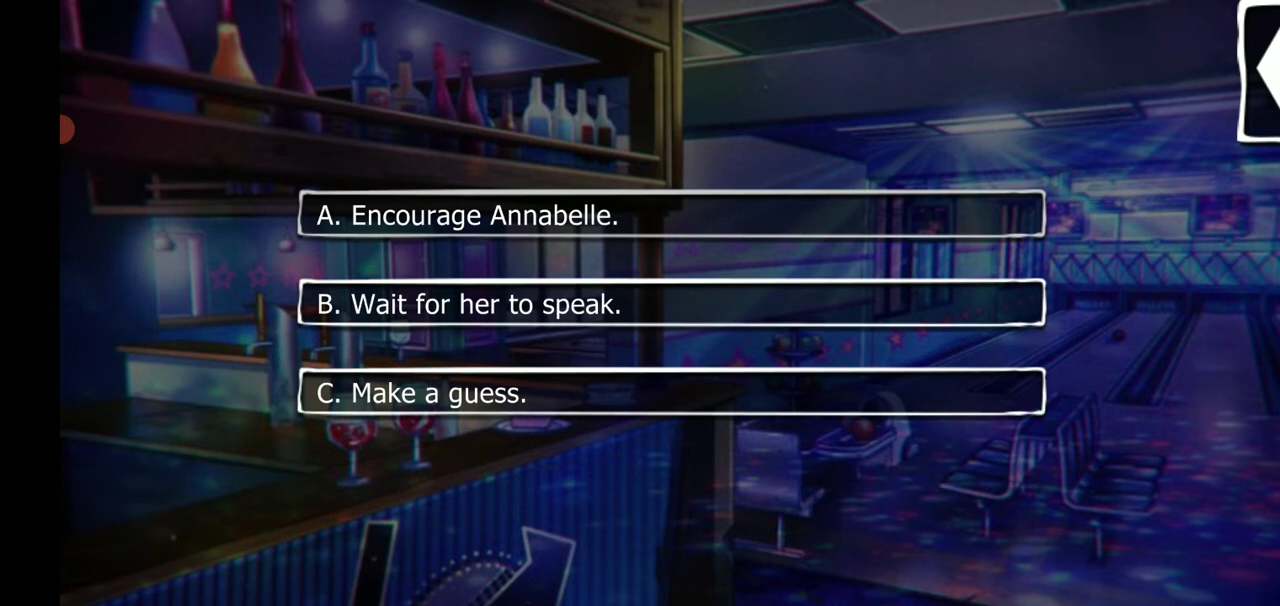 A. Encourage Annabelle.
B. Wait for her to speak.
C. Make a guess.